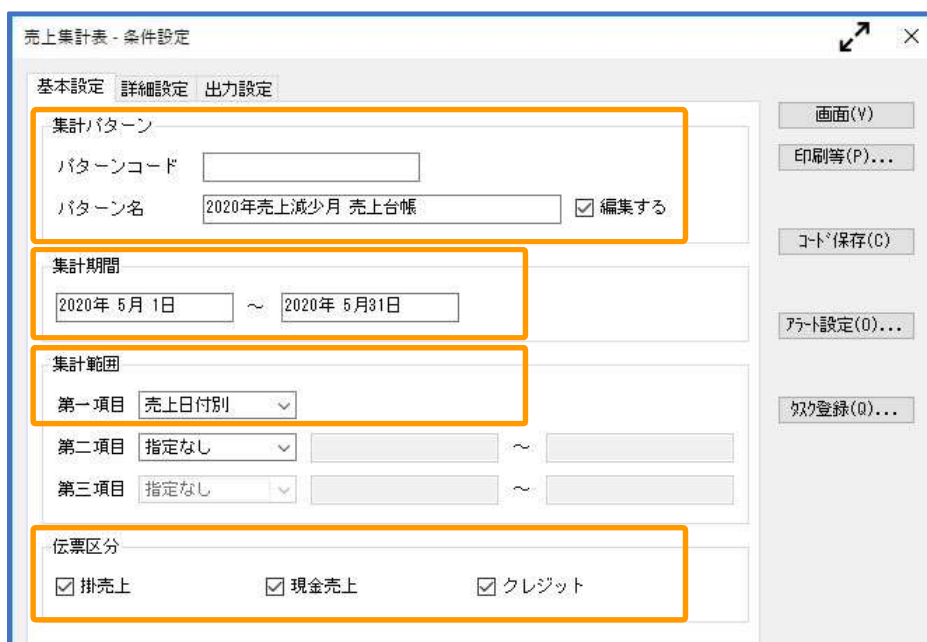 売上集計表 - 条件設定
基本設定 詳細設定 出力設定
画面(V)
集計パターン
印刷等(P)...
パターンコード
パターン名 2020年売上減少月 売上台帳 編集する
コード保存(C)
集計期間
2020年 5月 1日 ～ 2020年 5月31日
アラート設定(O)...
集計範囲
第一項目 売上日付別
タスク登録(Q)...
第二項目 指定なし ～
第三項目 指定なし ～
伝票区分
掛売上 現金売上 クレジット